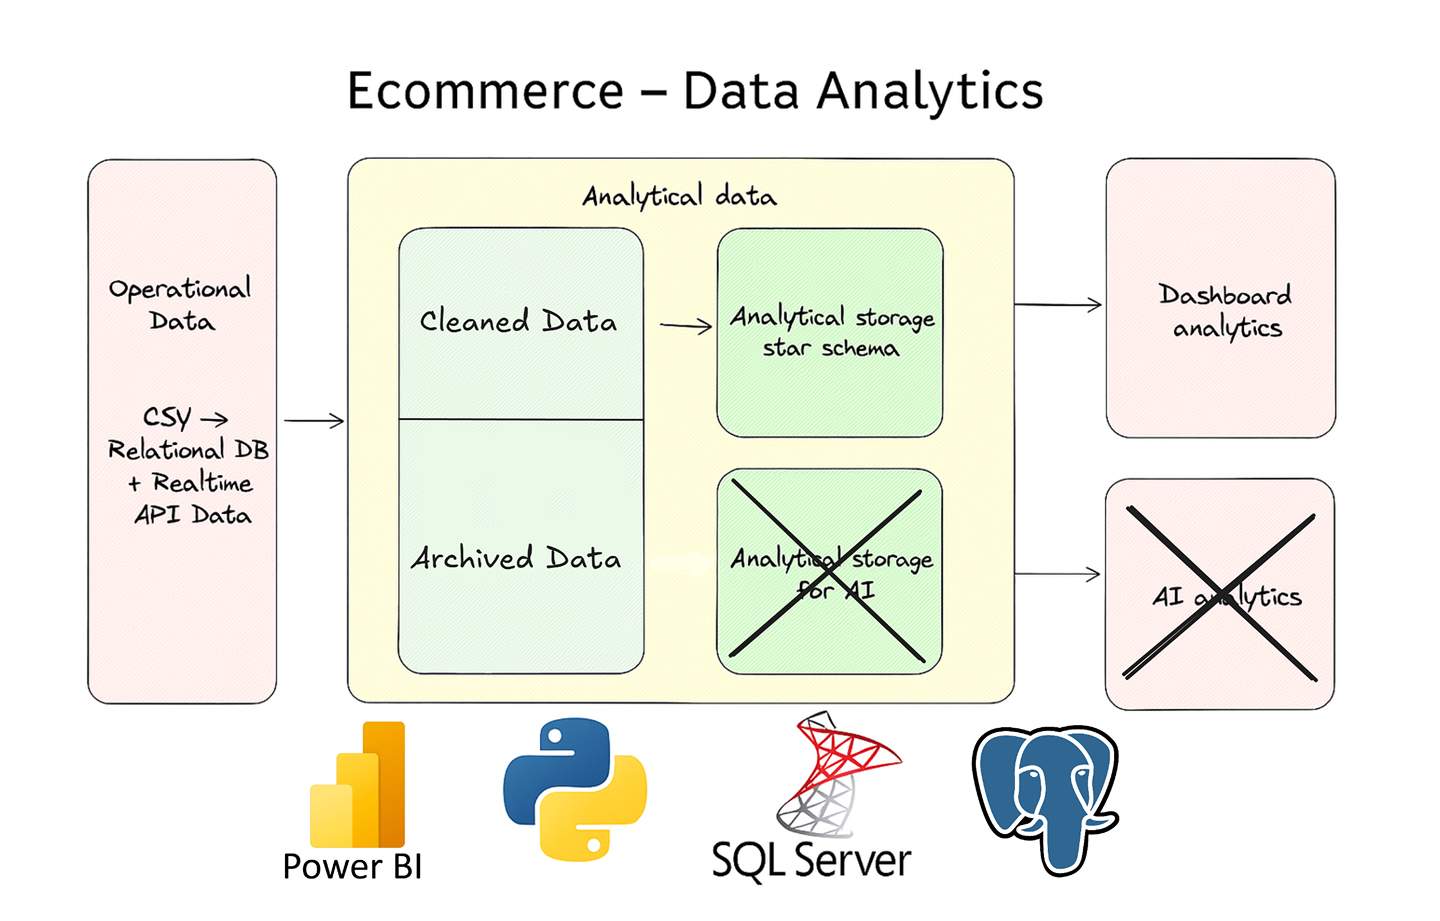 Ecommerce – Data Analytics
Operational
Data
CSV →
Relational DB
+ Realtime
API Data
Analytical data
Cleaned Data
Archived Data
Analytical storage
star schema
Analytical storage
for AI
Dashboard
analytics
AI analytics
Power BI
SQL Server